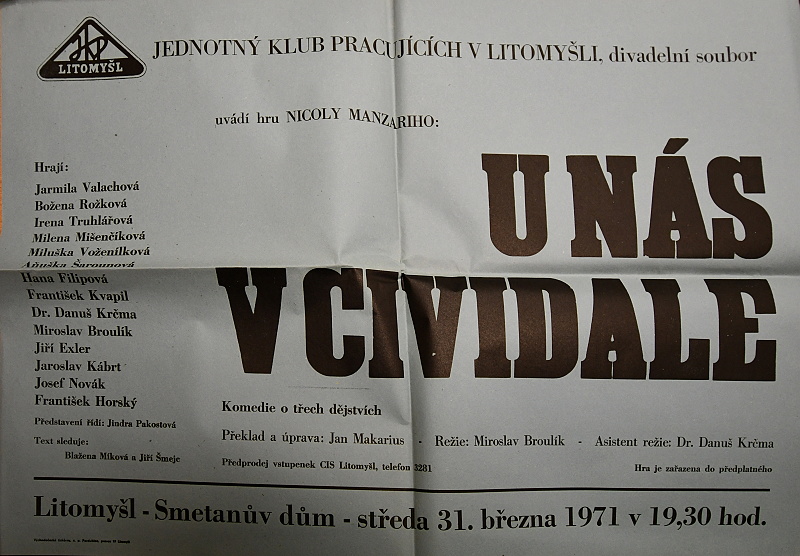 JKP
LITOMYŠL
JEDNOTNÝ KLUB PRACUJÍCÍCH V LITOMYŠLI, divadelní soubor
uvádí hru NICOLY MANZARIHO:
U NÁS
V CIVIDALE
Hrají:
Jarmila Valachová
Božena Rožková
Irena Truhlářová
Milena Mišenčíková
Miluška Voženílková
Aňuška Šarounová
Hana Filipová
František Kvapil
Dr. Danuš Krčma
Miroslav Broulík
Jiří Exler
Jaroslav Kábrt
Josef Novák
František Horský
Představení řídí: Jindra Pakostová
Text sleduje:
Blažena Míková a Jiří Šmeje
Komedie o třech dějstvích
Překlad a úprava: Jan Makarius - Režie: Miroslav Broulík - Asistent režie: Dr. Danuš Krčma
Předprodej vstupenek CIS Litomyšl, telefon 3281
Hra je zařazena do předplatného
Litomyšl - Smetanův dům - středa 31. března 1971 v 19,30 hod.